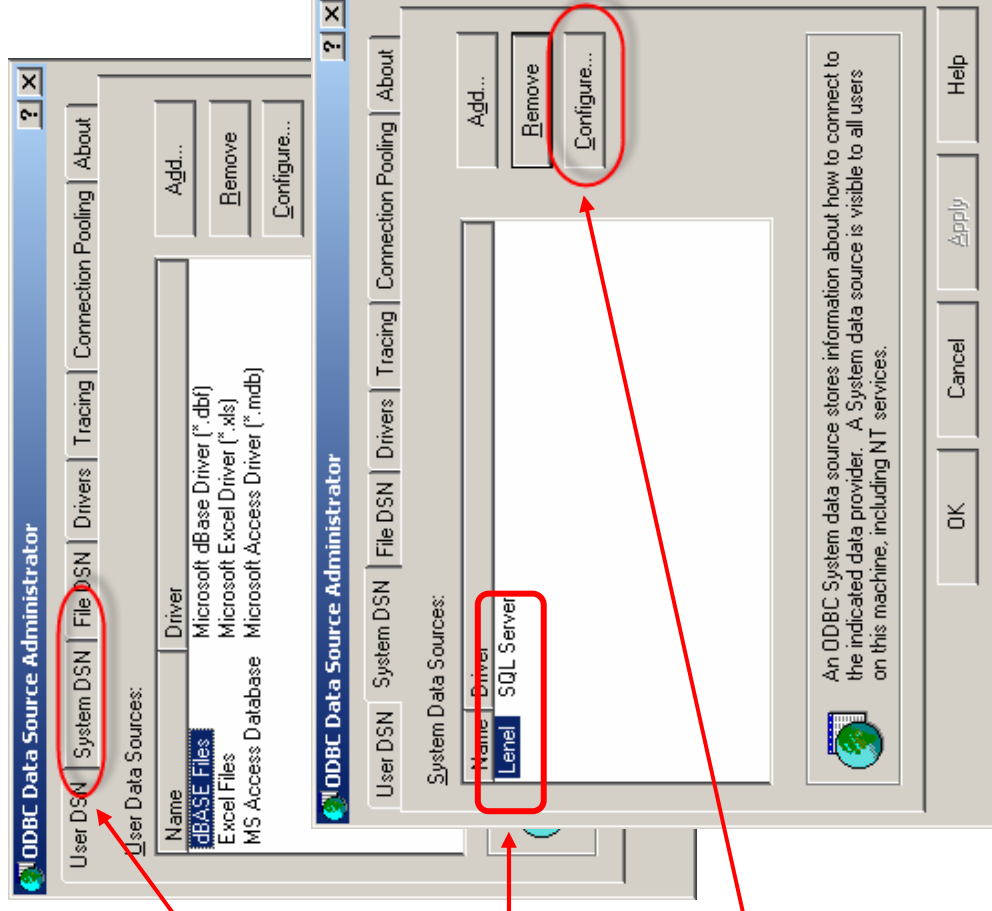 ODBC Data Source Administrator
User DSN System DSN File DSN Drivers Tracing Connection Pooling About
User Data Sources:
Name Driver
dBASE Files Microsoft dBase Driver (*.dbf)
Excel Files Microsoft Excel Driver (*.xls)
MS Access Database Microsoft Access Driver (*.mdb)
Add...
Remove
Configure...
ODBC Data Source Administrator
User DSN System DSN File DSN Drivers Tracing Connection Pooling About
System Data Sources:
Name Driver
Lenel SQL Server
Add...
Remove
Configure...
An ODBC System data source stores information about how to connect to
the indicated data provider. A System data source is visible to all users
on this machine, including NT services.
OK Cancel Apply Help